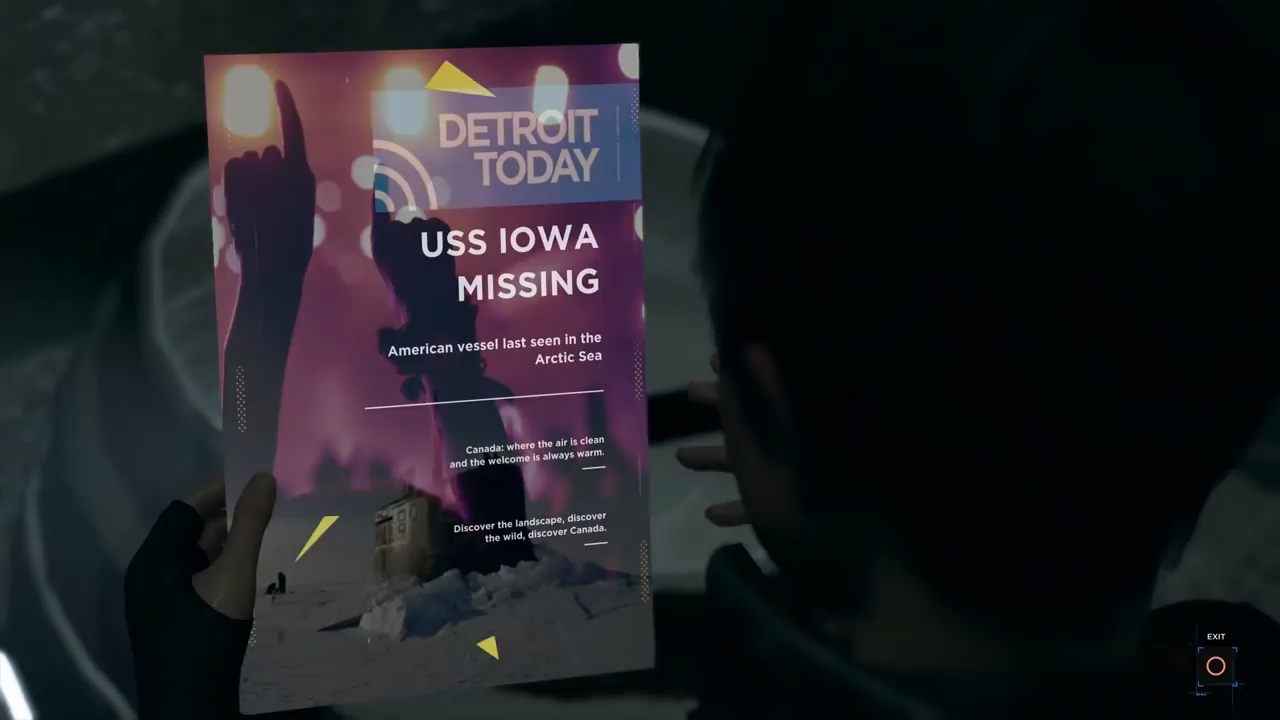 DETROIT
TODAY
USS IOWA
MISSING
American vessel last seen in the
Arctic Sea
Canada: where the air is clean
and the welcome is always warm.
Discover the landscape, discover
the wild, discover Canada.
EXIT